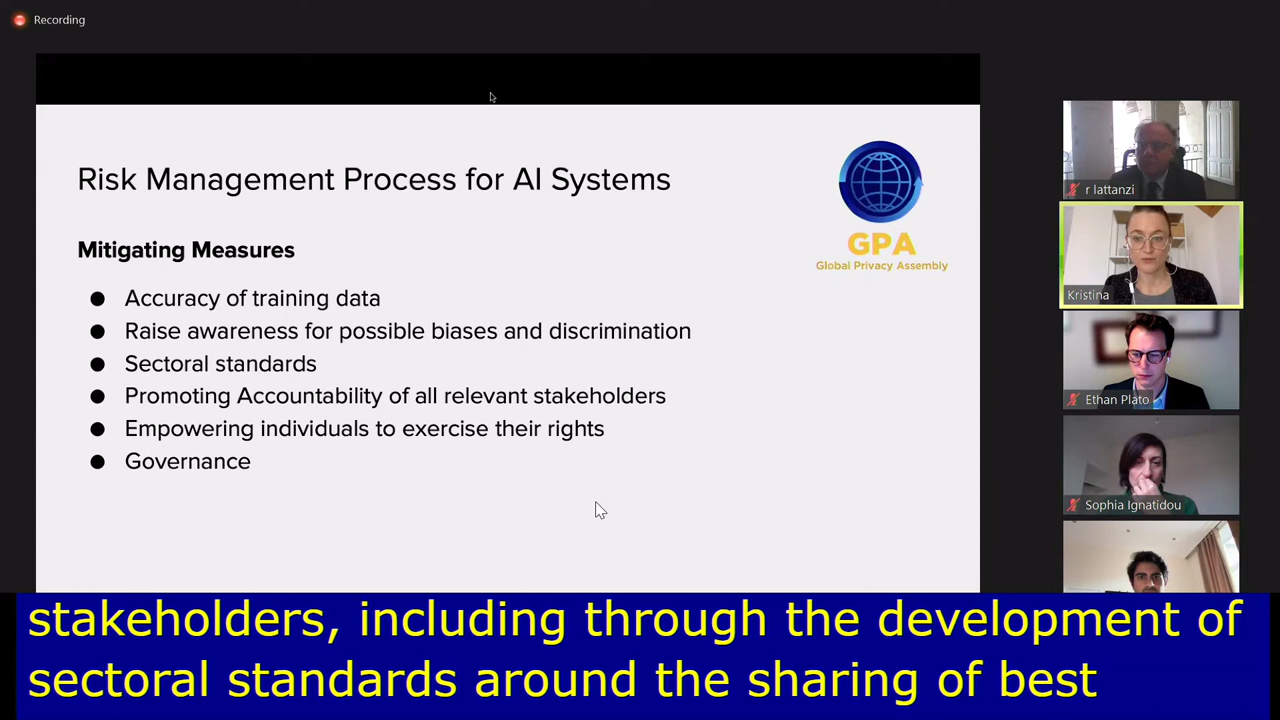 Recording
Risk Management Process for AI Systems
GPA
Global Privacy Assembly
Mitigating Measures
● Accuracy of training data
● Raise awareness for possible biases and discrimination
● Sectoral standards
● Promoting Accountability of all relevant stakeholders
● Empowering individuals to exercise their rights
● Governance
r lattanzi
Kristina
Ethan Plato
Sophia Ignatidou
stakeholders, including through the development of
sectoral standards around the sharing of best